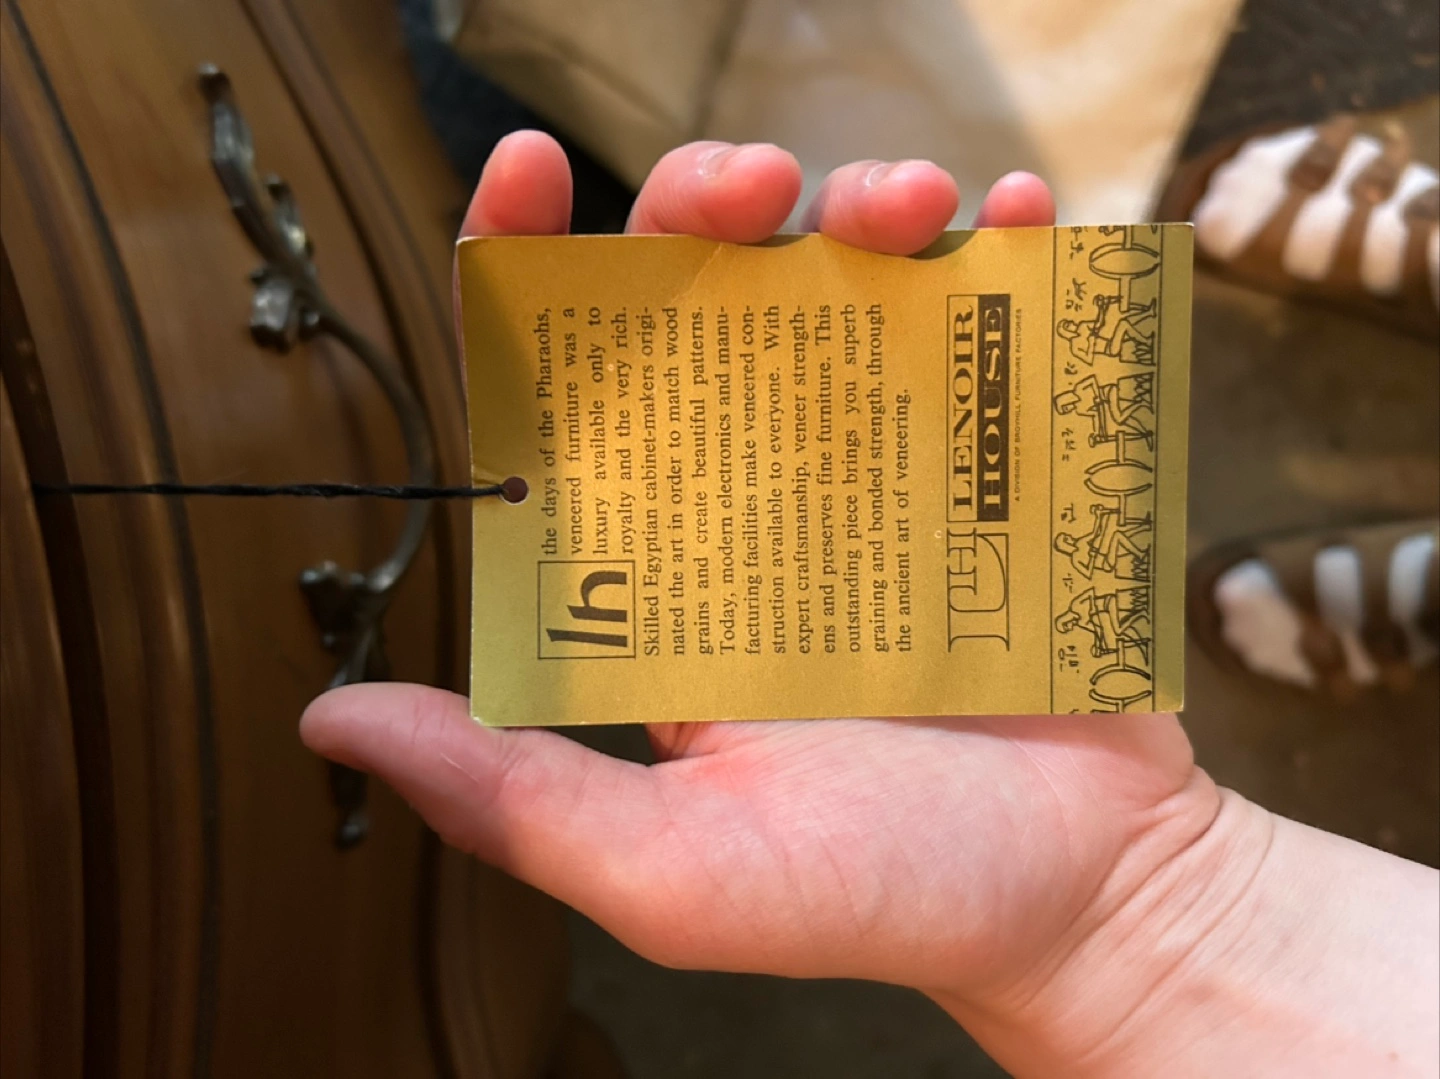 In the days of the Pharaohs,
veneered furniture was a
luxury available only to
royalty and the very rich.
Skilled Egyptian cabinet-makers origi-
nated the art in order to match wood
grains and create beautiful patterns.
Today, modern electronics and manu-
facturing facilities make veneered con-
struction available to everyone. With
expert craftsmanship, veneer strength-
ens and preserves fine furniture. This
outstanding piece brings you superb
graining and bonded strength, through
the ancient art of veneering.
LH LENOIR
HOUSE
A DIVISION OF BROYHILL FURNITURE FACTORIES